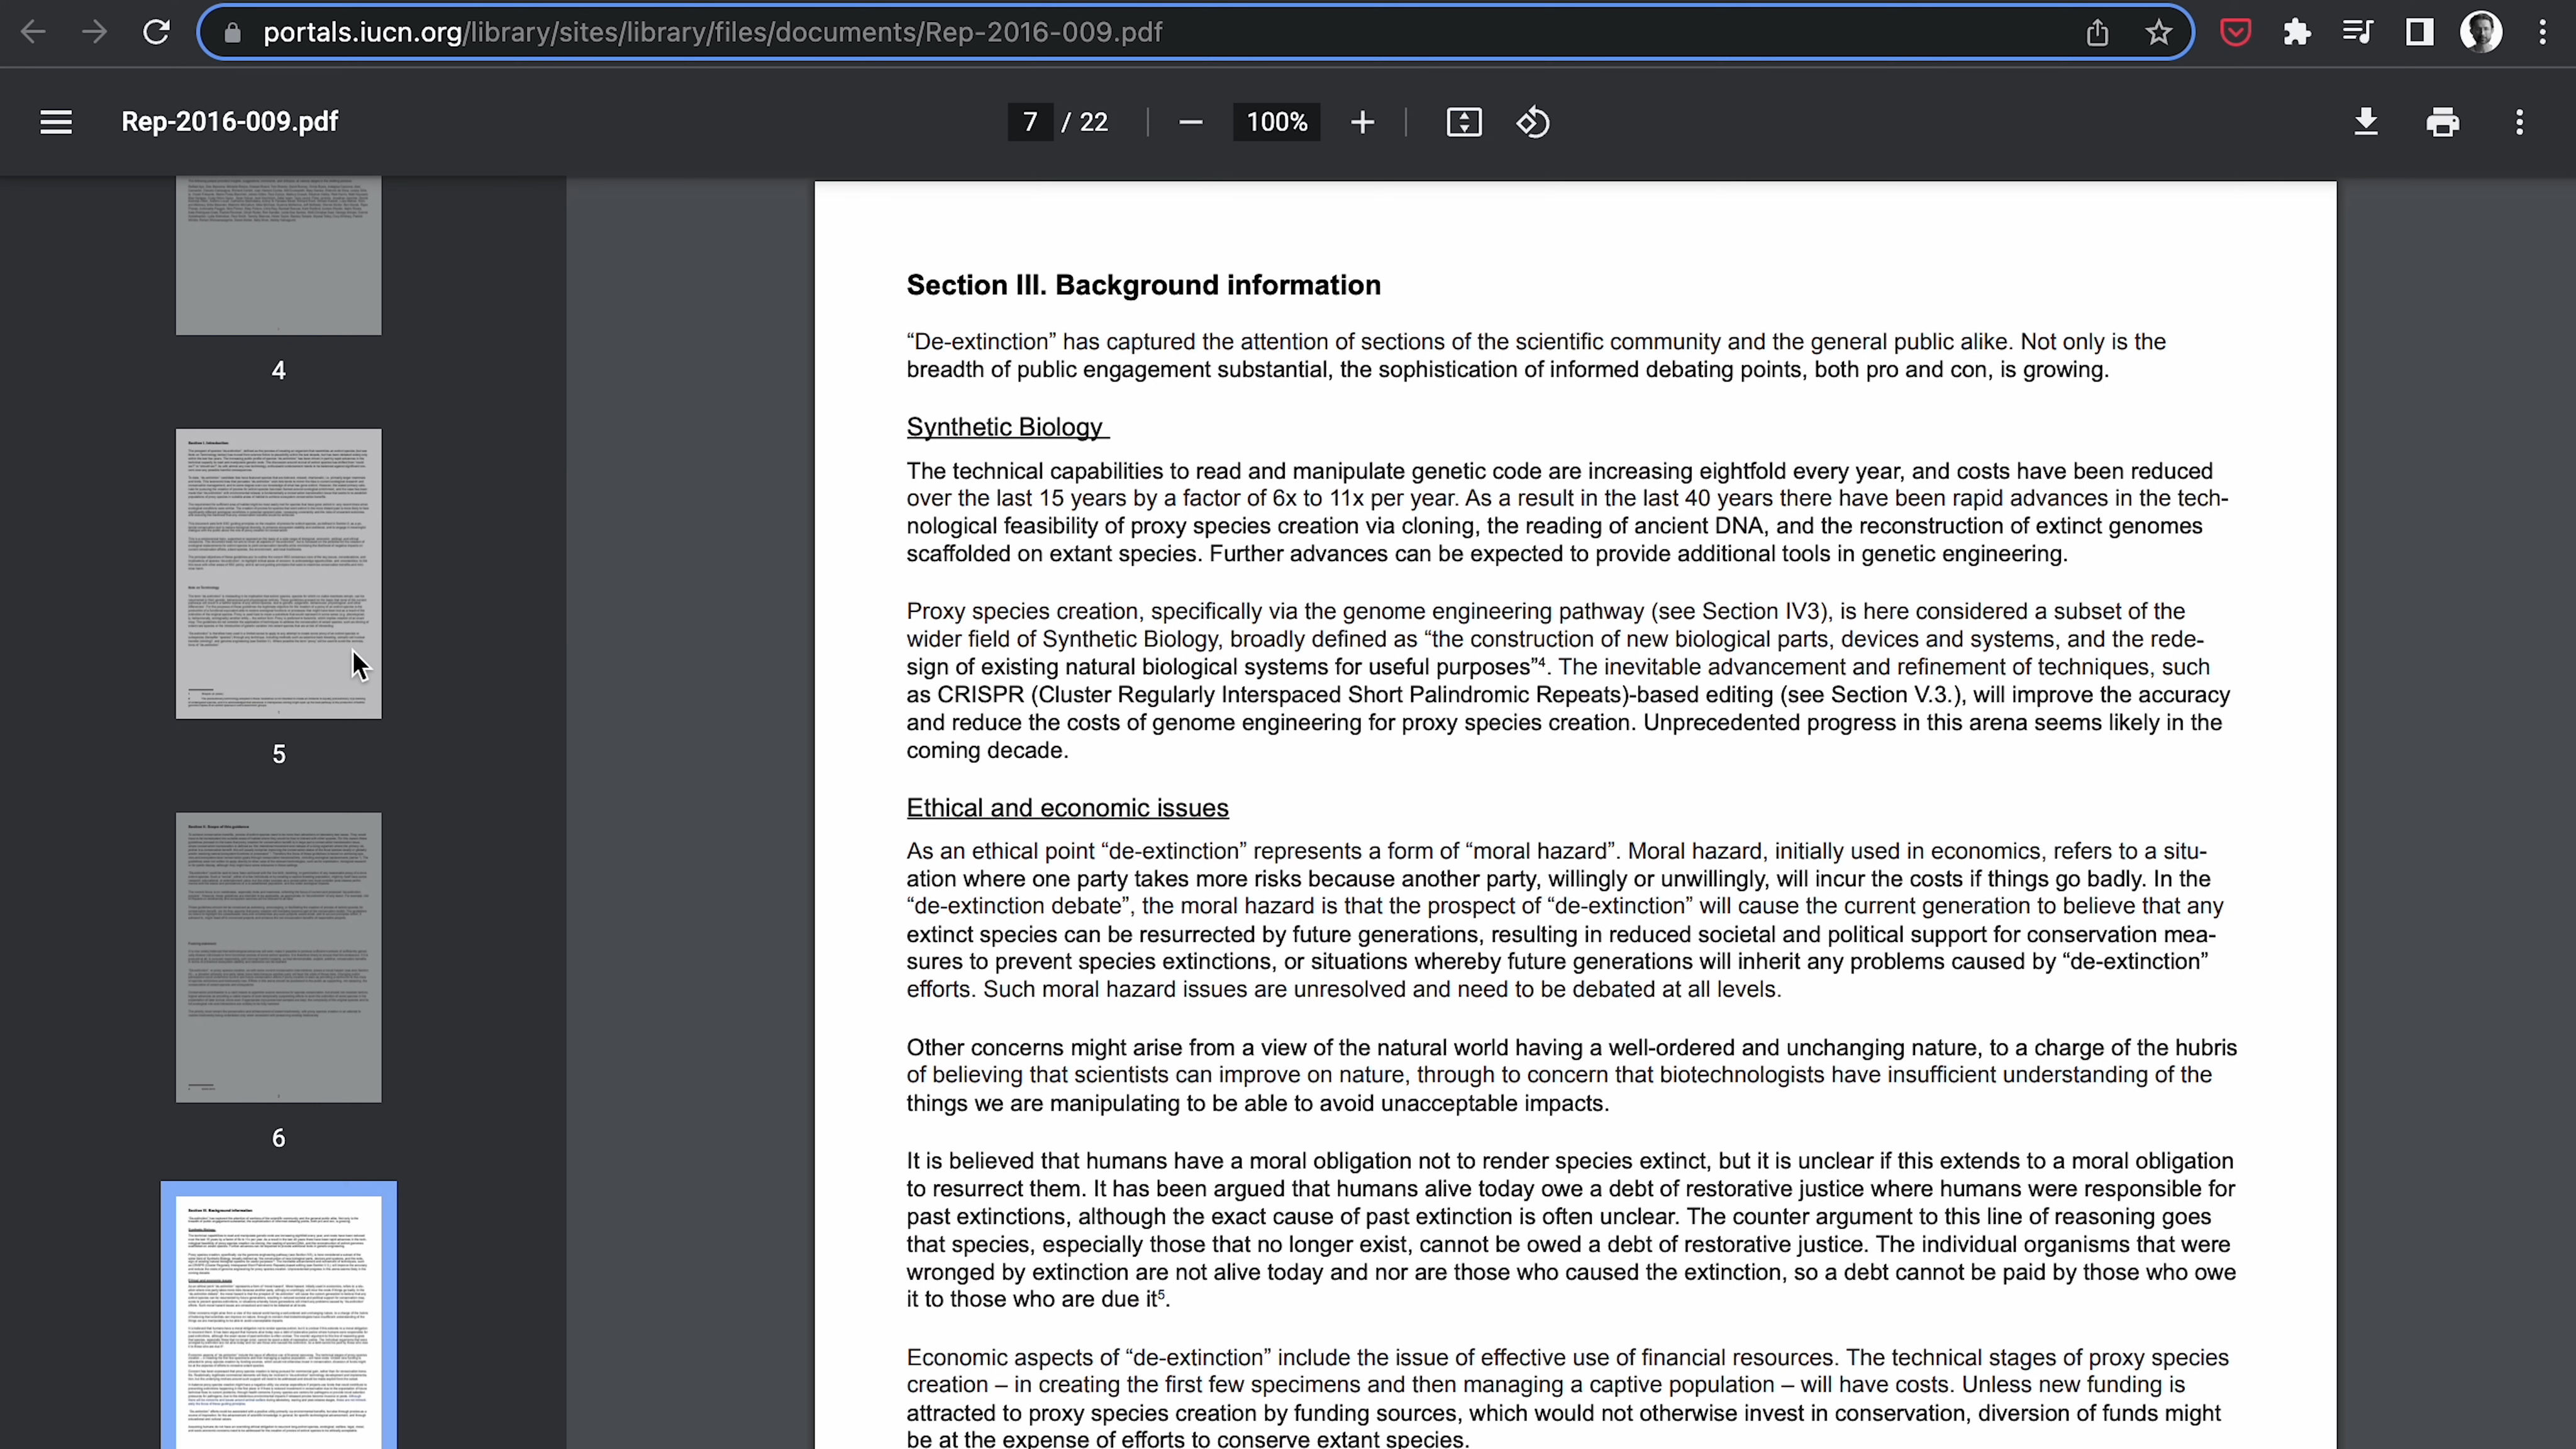 portals.iucn.org/library/sites/library/files/documents/Rep-2016-009.pdf
Rep-2016-009.pdf
7 / 22
100%
4
5
6
Section III. Background information
“De-extinction” has captured the attention of sections of the scientific community and the general public alike. Not only is the
breadth of public engagement substantial, the sophistication of informed debating points, both pro and con, is growing.
Synthetic Biology
The technical capabilities to read and manipulate genetic code are increasing eightfold every year, and costs have been reduced
over the last 15 years by a factor of 6x to 11x per year. As a result in the last 40 years there have been rapid advances in the tech-
nological feasibility of proxy species creation via cloning, the reading of ancient DNA, and the reconstruction of extinct genomes
scaffolded on extant species. Further advances can be expected to provide additional tools in genetic engineering.
Proxy species creation, specifically via the genome engineering pathway (see Section IV3), is here considered a subset of the
wider field of Synthetic Biology, broadly defined as “the construction of new biological parts, devices and systems, and the rede-
sign of existing natural biological systems for useful purposes”⁴. The inevitable advancement and refinement of techniques, such
as CRISPR (Cluster Regularly Interspaced Short Palindromic Repeats)-based editing (see Section V.3.), will improve the accuracy
and reduce the costs of genome engineering for proxy species creation. Unprecedented progress in this arena seems likely in the
coming decade.
Ethical and economic issues
As an ethical point “de-extinction” represents a form of “moral hazard”. Moral hazard, initially used in economics, refers to a situ-
ation where one party takes more risks because another party, willingly or unwillingly, will incur the costs if things go badly. In the
“de-extinction debate”, the moral hazard is that the prospect of “de-extinction” will cause the current generation to believe that any
extinct species can be resurrected by future generations, resulting in reduced societal and political support for conservation mea-
sures to prevent species extinctions, or situations whereby future generations will inherit any problems caused by “de-extinction”
efforts. Such moral hazard issues are unresolved and need to be debated at all levels.
Other concerns might arise from a view of the natural world having a well-ordered and unchanging nature, to a charge of the hubris
of believing that scientists can improve on nature, through to concern that biotechnologists have insufficient understanding of the
things we are manipulating to be able to avoid unacceptable impacts.
It is believed that humans have a moral obligation not to render species extinct, but it is unclear if this extends to a moral obligation
to resurrect them. It has been argued that humans alive today owe a debt of restorative justice where humans were responsible for
past extinctions, although the exact cause of past extinction is often unclear. The counter argument to this line of reasoning goes
that species, especially those that no longer exist, cannot be owed a debt of restorative justice. The individual organisms that were
wronged by extinction are not alive today and nor are those who caused the extinction, so a debt cannot be paid by those who owe
it to those who are due it⁵.
Economic aspects of “de-extinction” include the issue of effective use of financial resources. The technical stages of proxy species
creation – in creating the first few specimens and then managing a captive population – will have costs. Unless new funding is
attracted to proxy species creation by funding sources, which would not otherwise invest in conservation, diversion of funds might
be at the expense of efforts to conserve extant species.